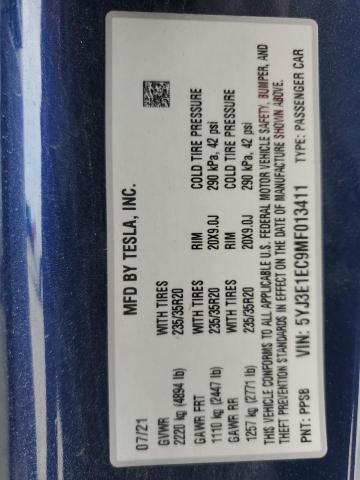 MFD BY TESLA, INC.
07/21
GVWR WITH TIRES RIM COLD TIRE PRESSURE
2220 kg (4894 lb) 235/35R20 20X9.0J 290 kPa, 42 psi
GAWR FRT WITH TIRES RIM COLD TIRE PRESSURE
1110 kg (2447 lb) 235/35R20 20X9.0J 290 kPa, 42 psi
GAWR RR
1257 kg (2771 lb)
THIS VEHICLE CONFORMS TO ALL APPLICABLE U.S. FEDERAL MOTOR VEHICLE SAFETY, BUMPER, AND
THEFT PREVENTION STANDARDS IN EFFECT ON THE DATE OF MANUFACTURE SHOWN ABOVE.
VIN: 5YJ3E1EC9MF013411
PNT: PPSB TYPE: PASSENGER CAR